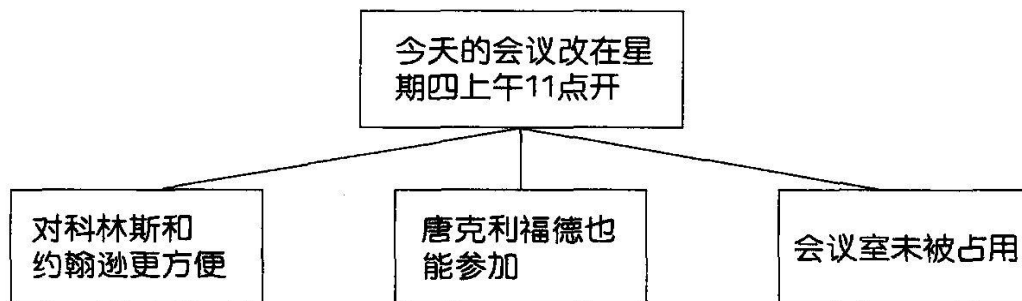 今天的会议改在星
期四上午11点开
对科林斯和
约翰逊更方便
唐克利福德也
能参加
会议室未被占用